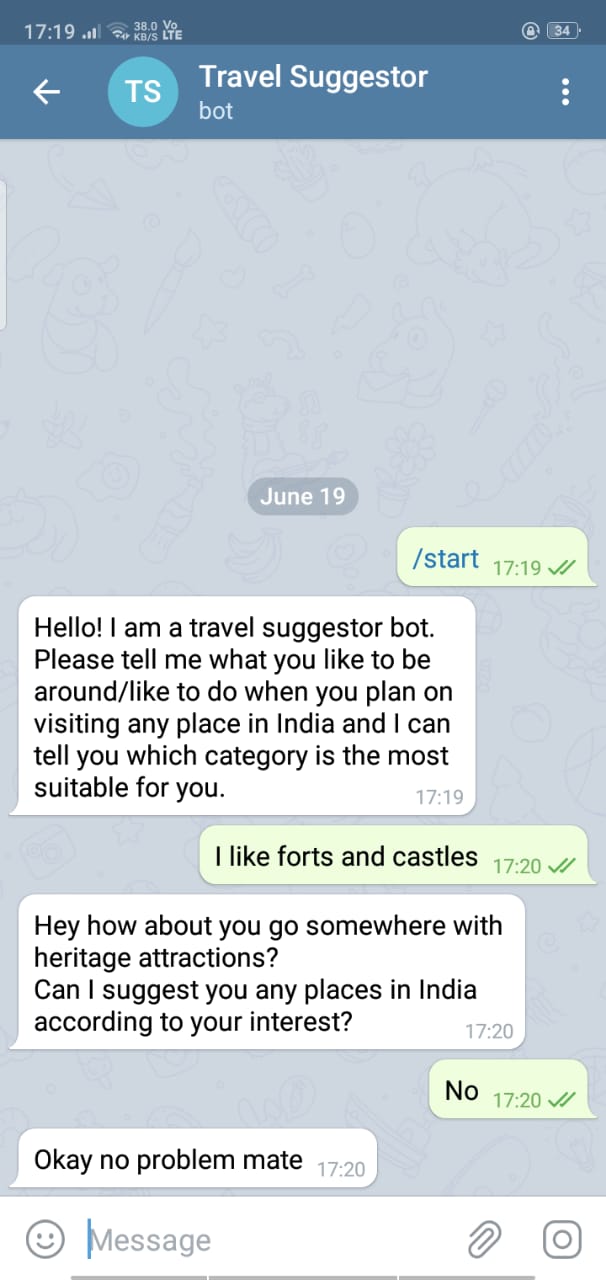 17:19 38.0 KB/S Vo LTE 34
TS Travel Suggestor
bot
June 19
/start 17:19
Hello! I am a travel suggestor bot.
Please tell me what you like to be
around/like to do when you plan on
visiting any place in India and I can
tell you which category is the most
suitable for you. 17:19
I like forts and castles 17:20
Hey how about you go somewhere with
heritage attractions?
Can I suggest you any places in India
according to your interest? 17:20
No 17:20
Okay no problem mate 17:20
Message